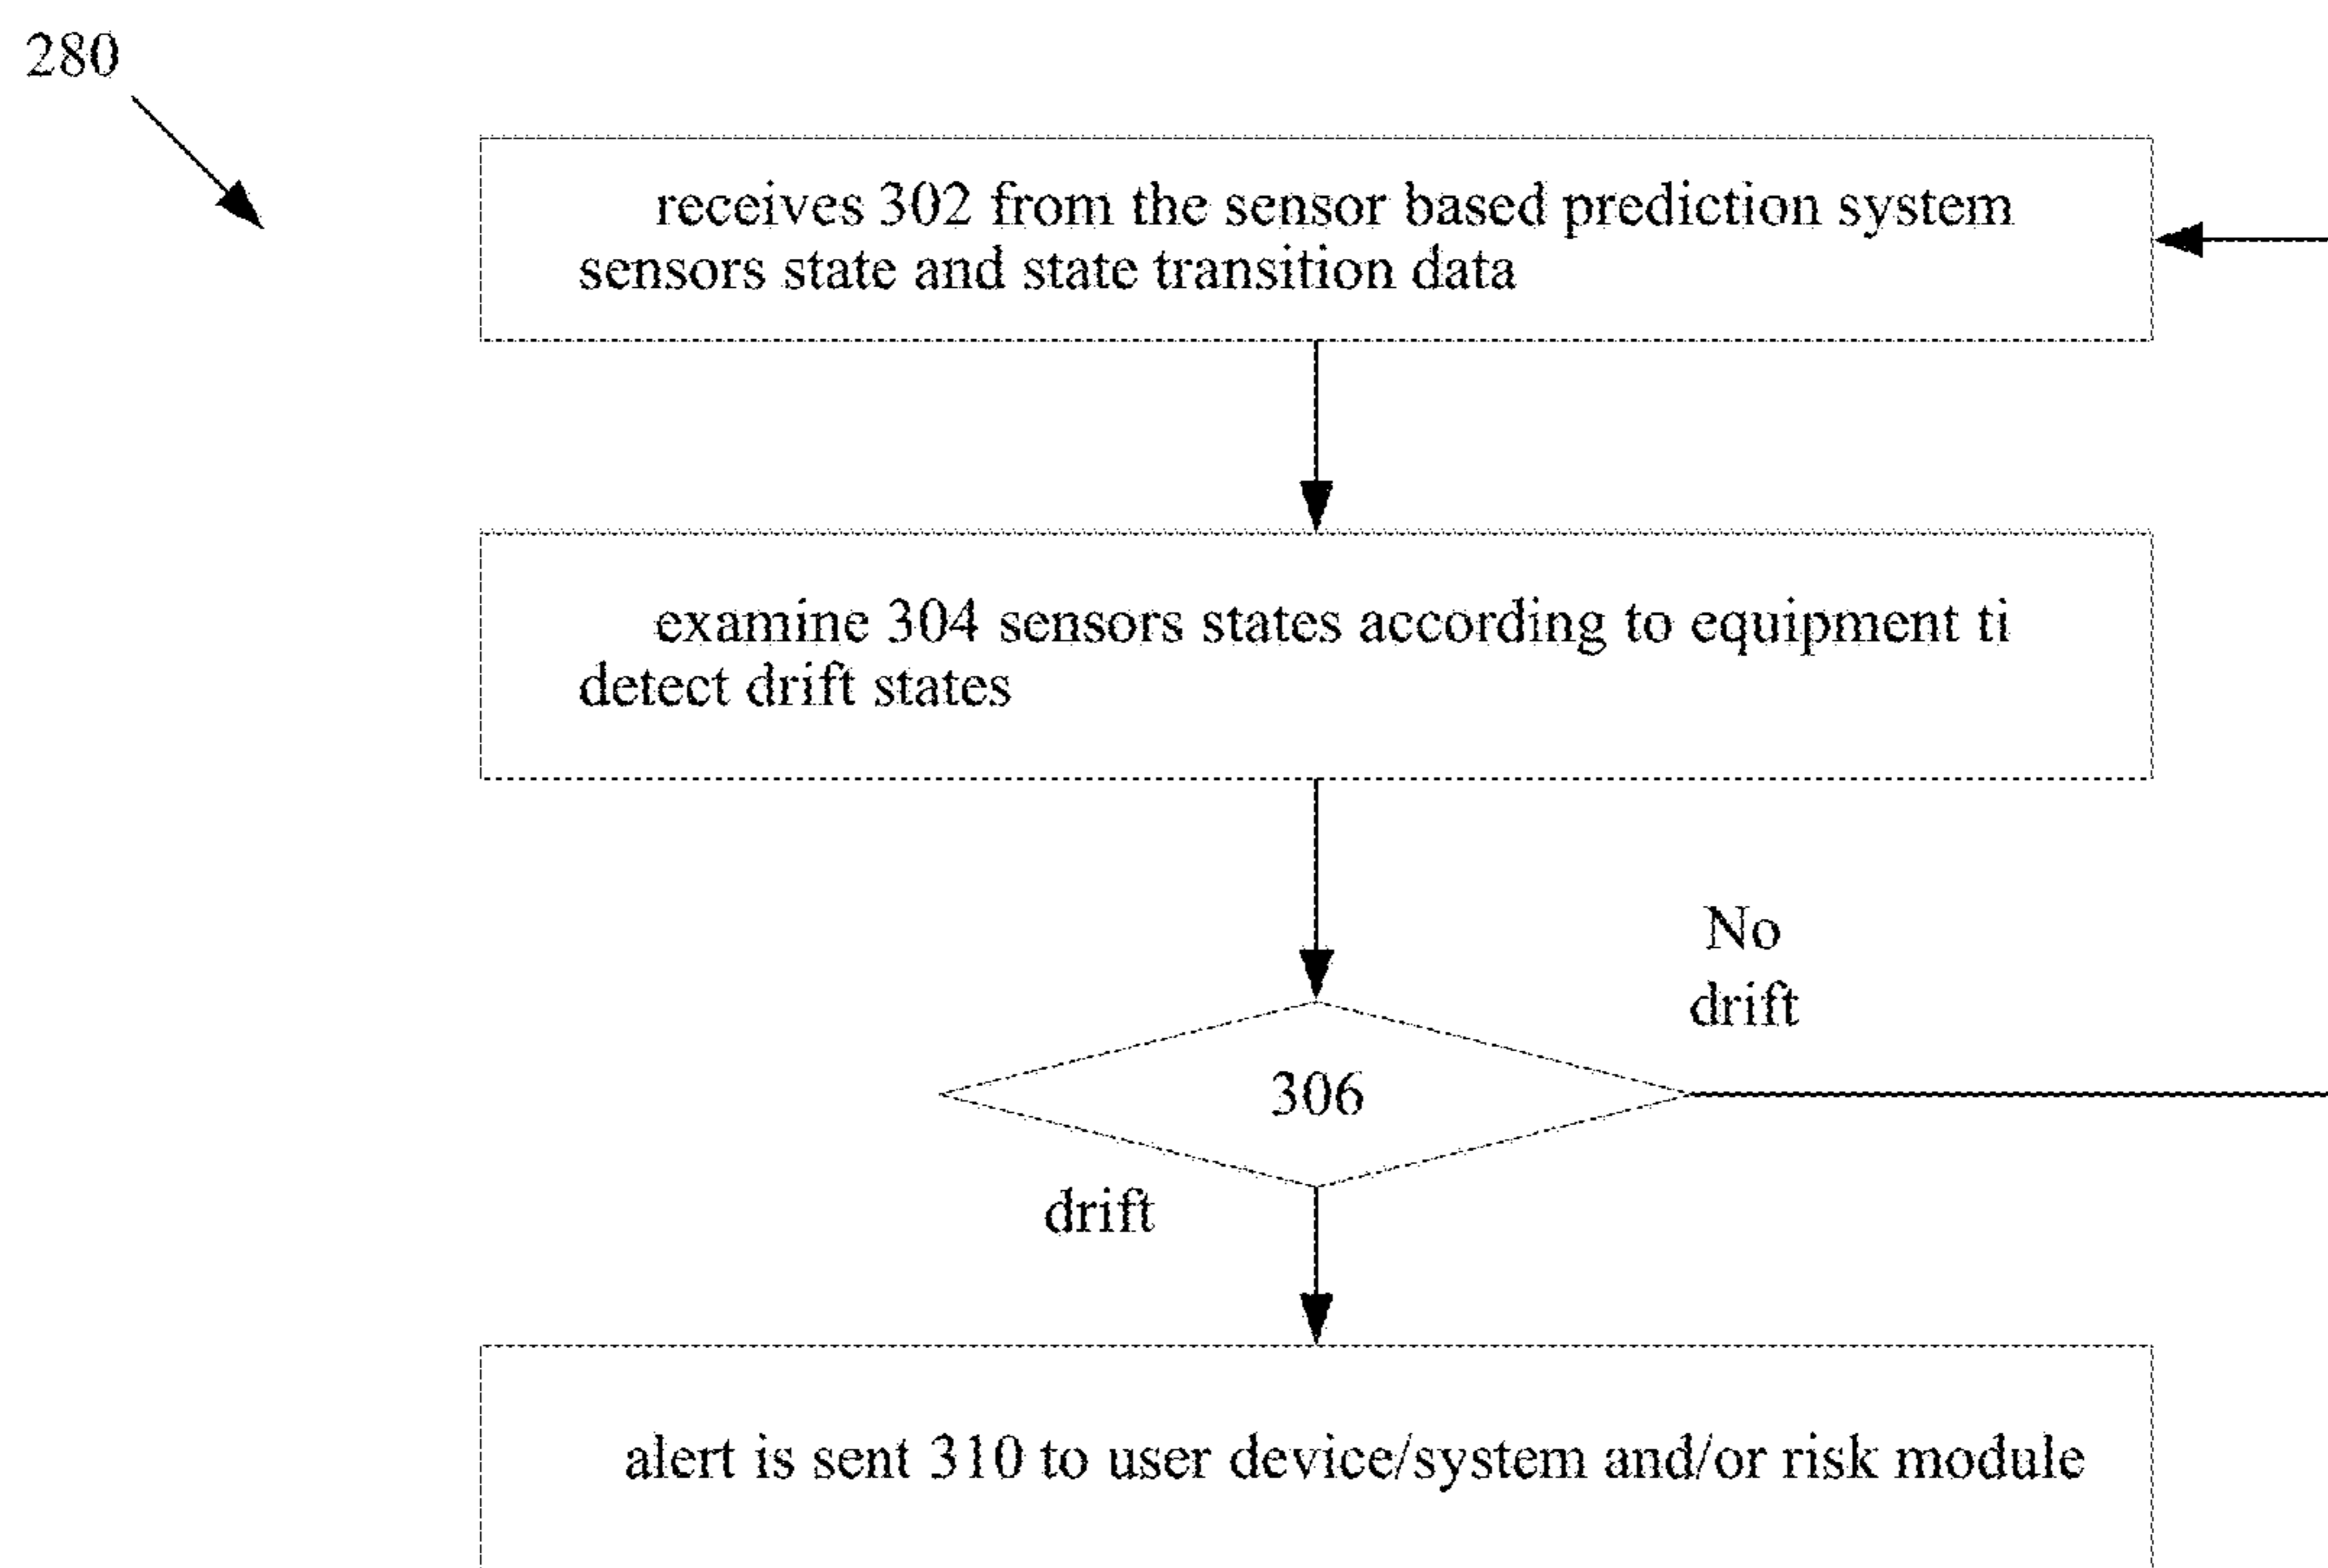 280
receives 302 from the sensor based prediction system
sensors state and state transition data
examine 304 sensors states according to equipment ti
detect drift states
No
drift
306
drift
alert is sent 310 to user device/system and/or risk module